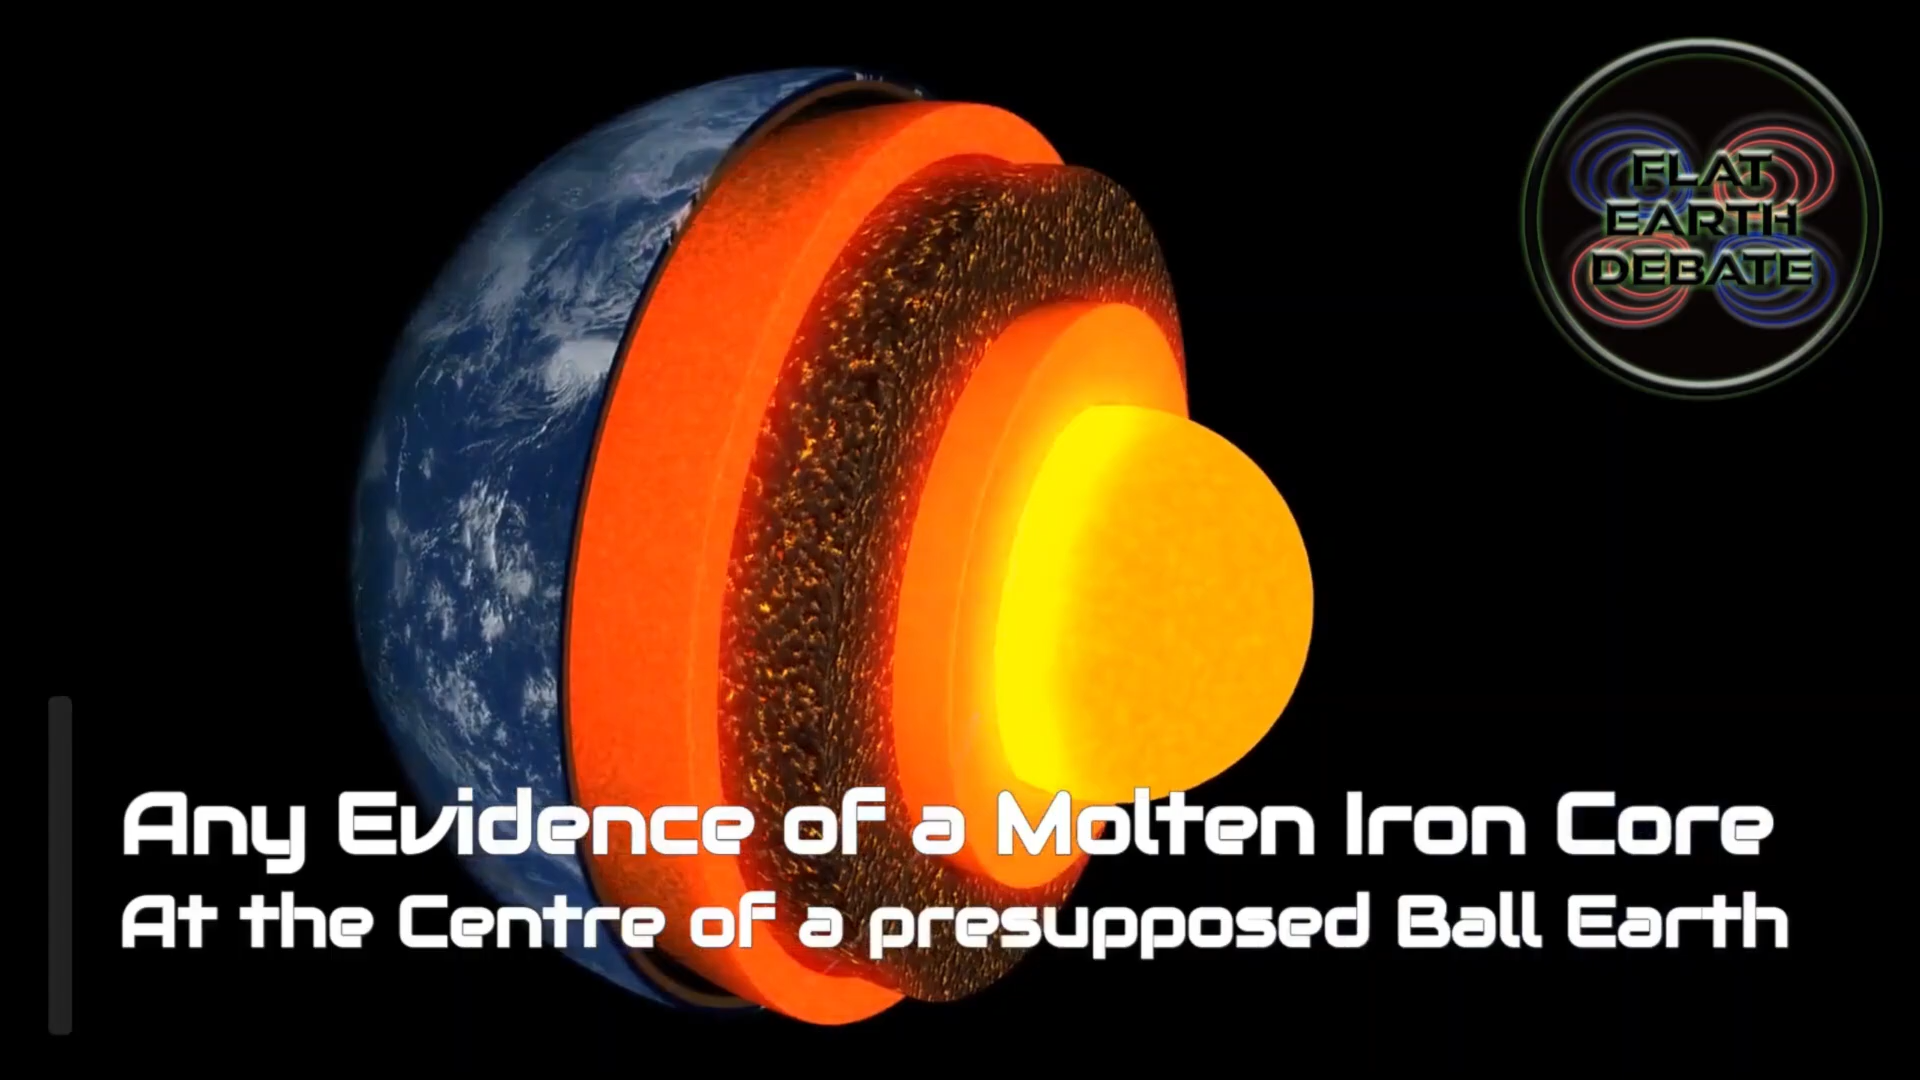 FLAT
EARTH
DEBATE
Any Evidence of a Molten Iron Core
At the Centre of a presupposed Ball Earth